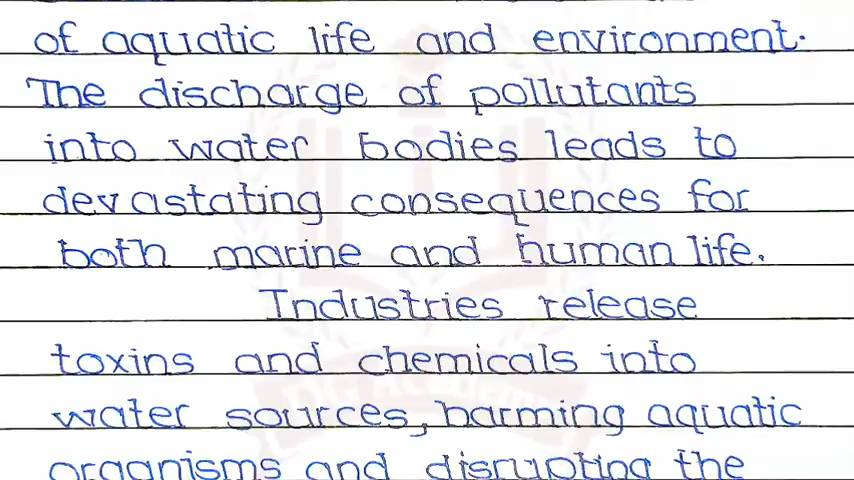 of aquatic life and environment.
The discharge of pollutants
into water bodies leads to
devastating consequences for
both marine and human life.
Industries release
toxins and chemicals into
water sources, harming aquatic
organisms and disrupting the